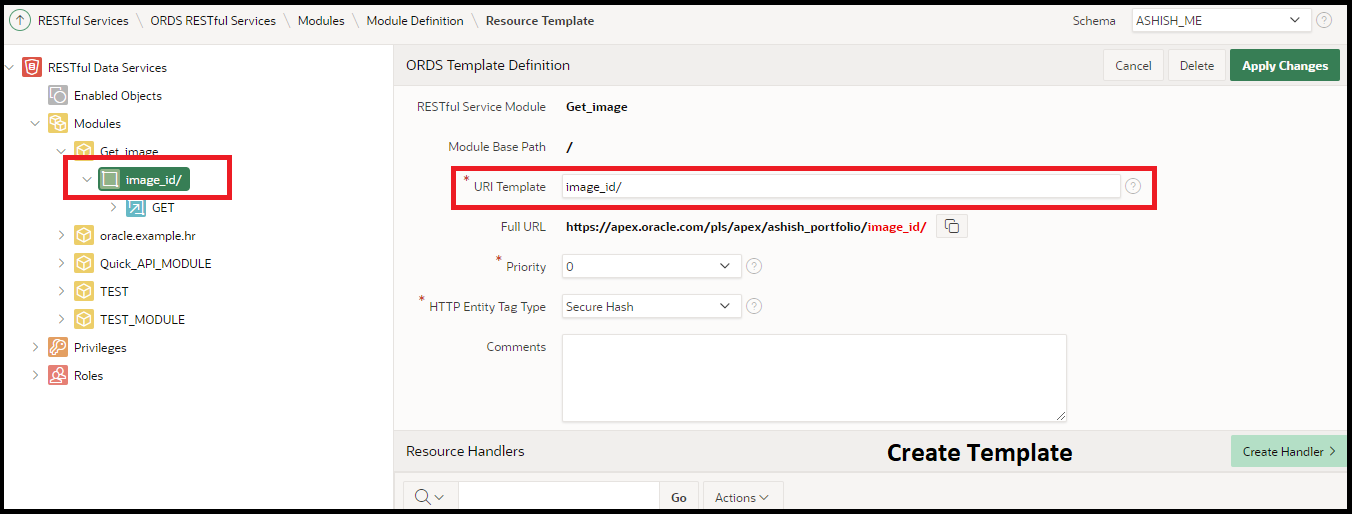 RESTful Services \ ORDS RESTful Services \ Modules \ Module Definition \ Resource Template
Schema ASHISH_ME ?
RESTful Data Services
Enabled Objects
Modules
Get_image
image_id/
GET
oracle.example.hr
Quick_API_MODULE
TEST
TEST_MODULE
Privileges
Roles
ORDS Template Definition
Cancel
Delete
Apply Changes
RESTful Service Module Get_image
Module Base Path /
* URI Template image_id/ ?
Full URL https://apex.oracle.com/pls/apex/ashish_portfolio/image_id/
* Priority 0 ?
* HTTP Entity Tag Type Secure Hash ?
Comments
Resource Handlers
Create Template
Create Handler >
Go
Actions